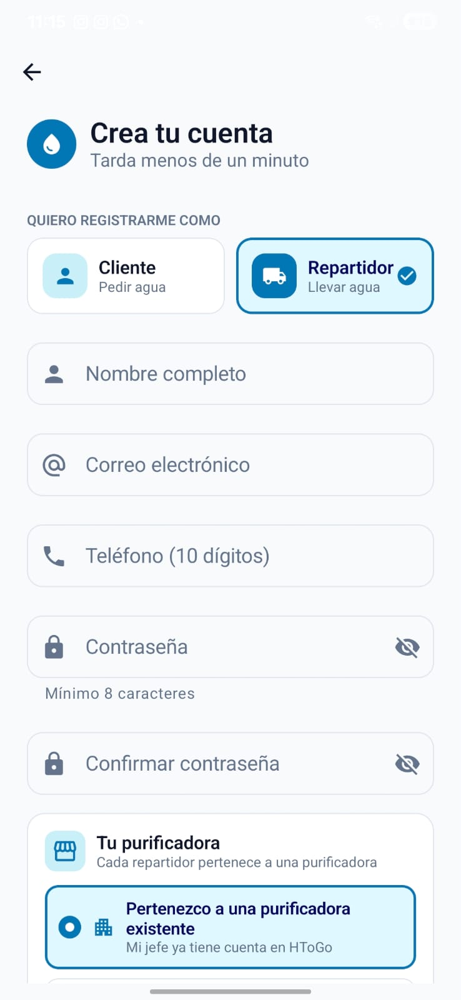 11:15
Crea tu cuenta
Tarda menos de un minuto
QUIERO REGISTRARME COMO
Cliente
Pedir agua
Repartidor
Llevar agua
Nombre completo
Correo electrónico
Teléfono (10 dígitos)
Contraseña
Mínimo 8 caracteres
Confirmar contraseña
Tu purificadora
Cada repartidor pertenece a una purificadora
Pertenezco a una purificadora
existente
Mi jefe ya tiene cuenta en HToGo